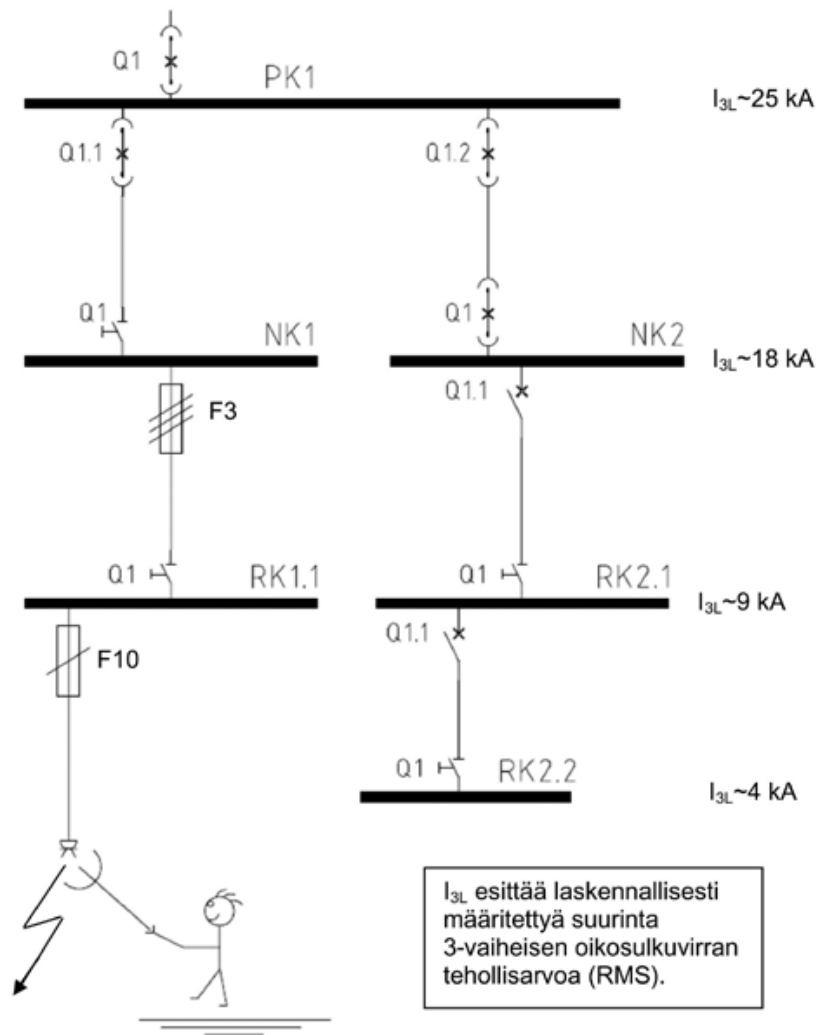 Q1
PK1
I3L~25 kA
Q1.1
Q1.2
Q1
Q1
NK1
NK2
I3L~18 kA
Q1.1
F3
Q1
RK1.1
Q1
RK2.1
I3L~9 kA
Q1.1
F10
Q1
RK2.2
I3L~4 kA
I3L esittää laskennallisesti
määritettyä suurinta
3-vaiheisen oikosulkuvirran
tehollisarvoa (RMS).